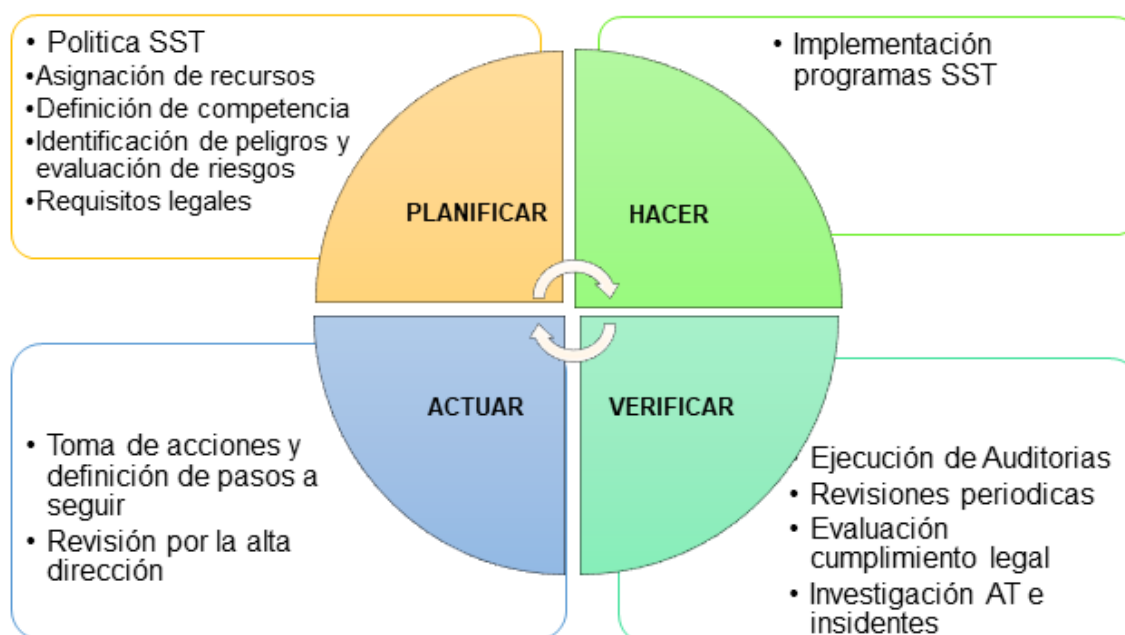 • Politica SST
•Asignación de recursos
•Definición de competencia
•Identificación de peligros y
evaluación de riesgos
•Requisitos legales
PLANIFICAR
• Implementación
programas SST
HACER
ACTUAR
• Toma de acciones y
definición de pasos a
seguir
• Revisión por la alta
dirección
VERIFICAR
• Ejecución de Auditorias
• Revisiones periodicas
• Evaluación
cumplimiento legal
• Investigación AT e
insidentes